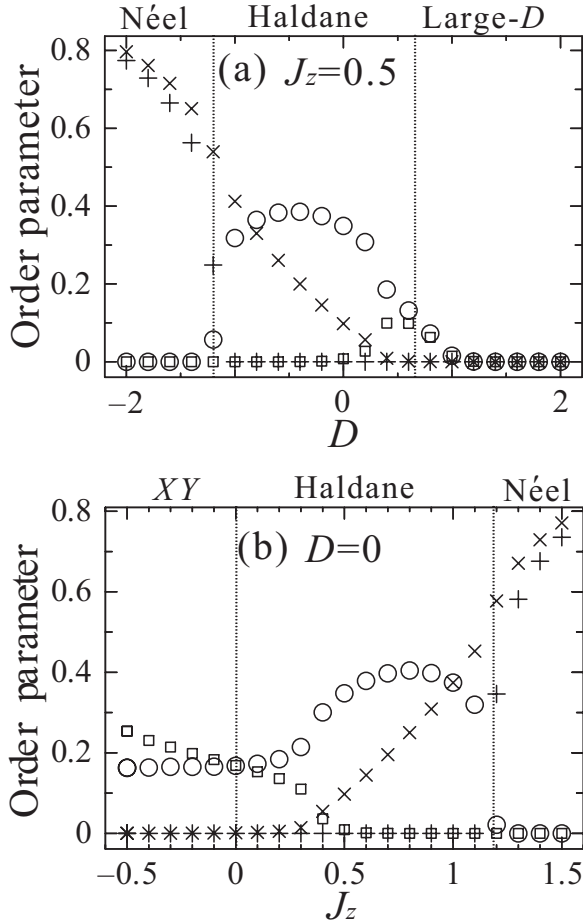 Néel Haldane Large-D
(a) J_z=0.5
Order parameter
0.8
0.6
0.4
0.2
0
−2 0 2
D
XY Haldane Néel
(b) D=0
Order parameter
0.8
0.6
0.4
0.2
0
−0.5 0 0.5 1 1.5
J_z